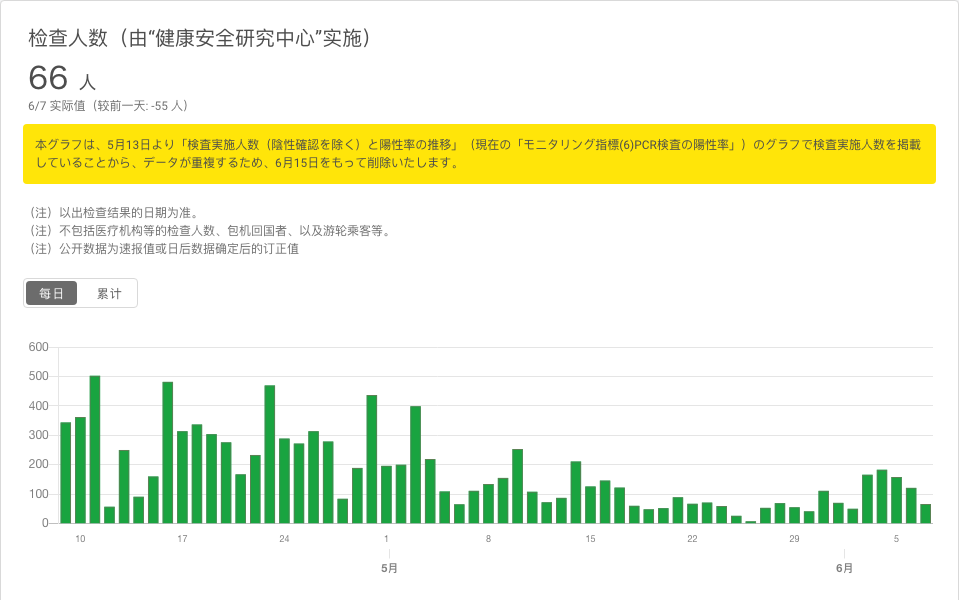 检查人数（由“健康安全研究中心”实施）
66 人
6/7 实际值（较前一天: -55 人）
本グラフは、5月13日より「検査実施人数（陰性確認を除く）と陽性率の推移」（現在の「モニタリング指標(6)PCR検査の陽性率」）のグラフで検査実施人数を掲載
していることから、データが重複するため、6月15日をもって削除いたします。
（注）以出检查结果的日期为准。
（注）不包括医疗机构等的检查人数、包机回国者、以及游轮乘客等。
（注）公开数据为速报值或日后数据确定后的订正值
每日 累计
600
500
400
300
200
100
0
10 17 24 1 8 15 22 29 5
5月 6月